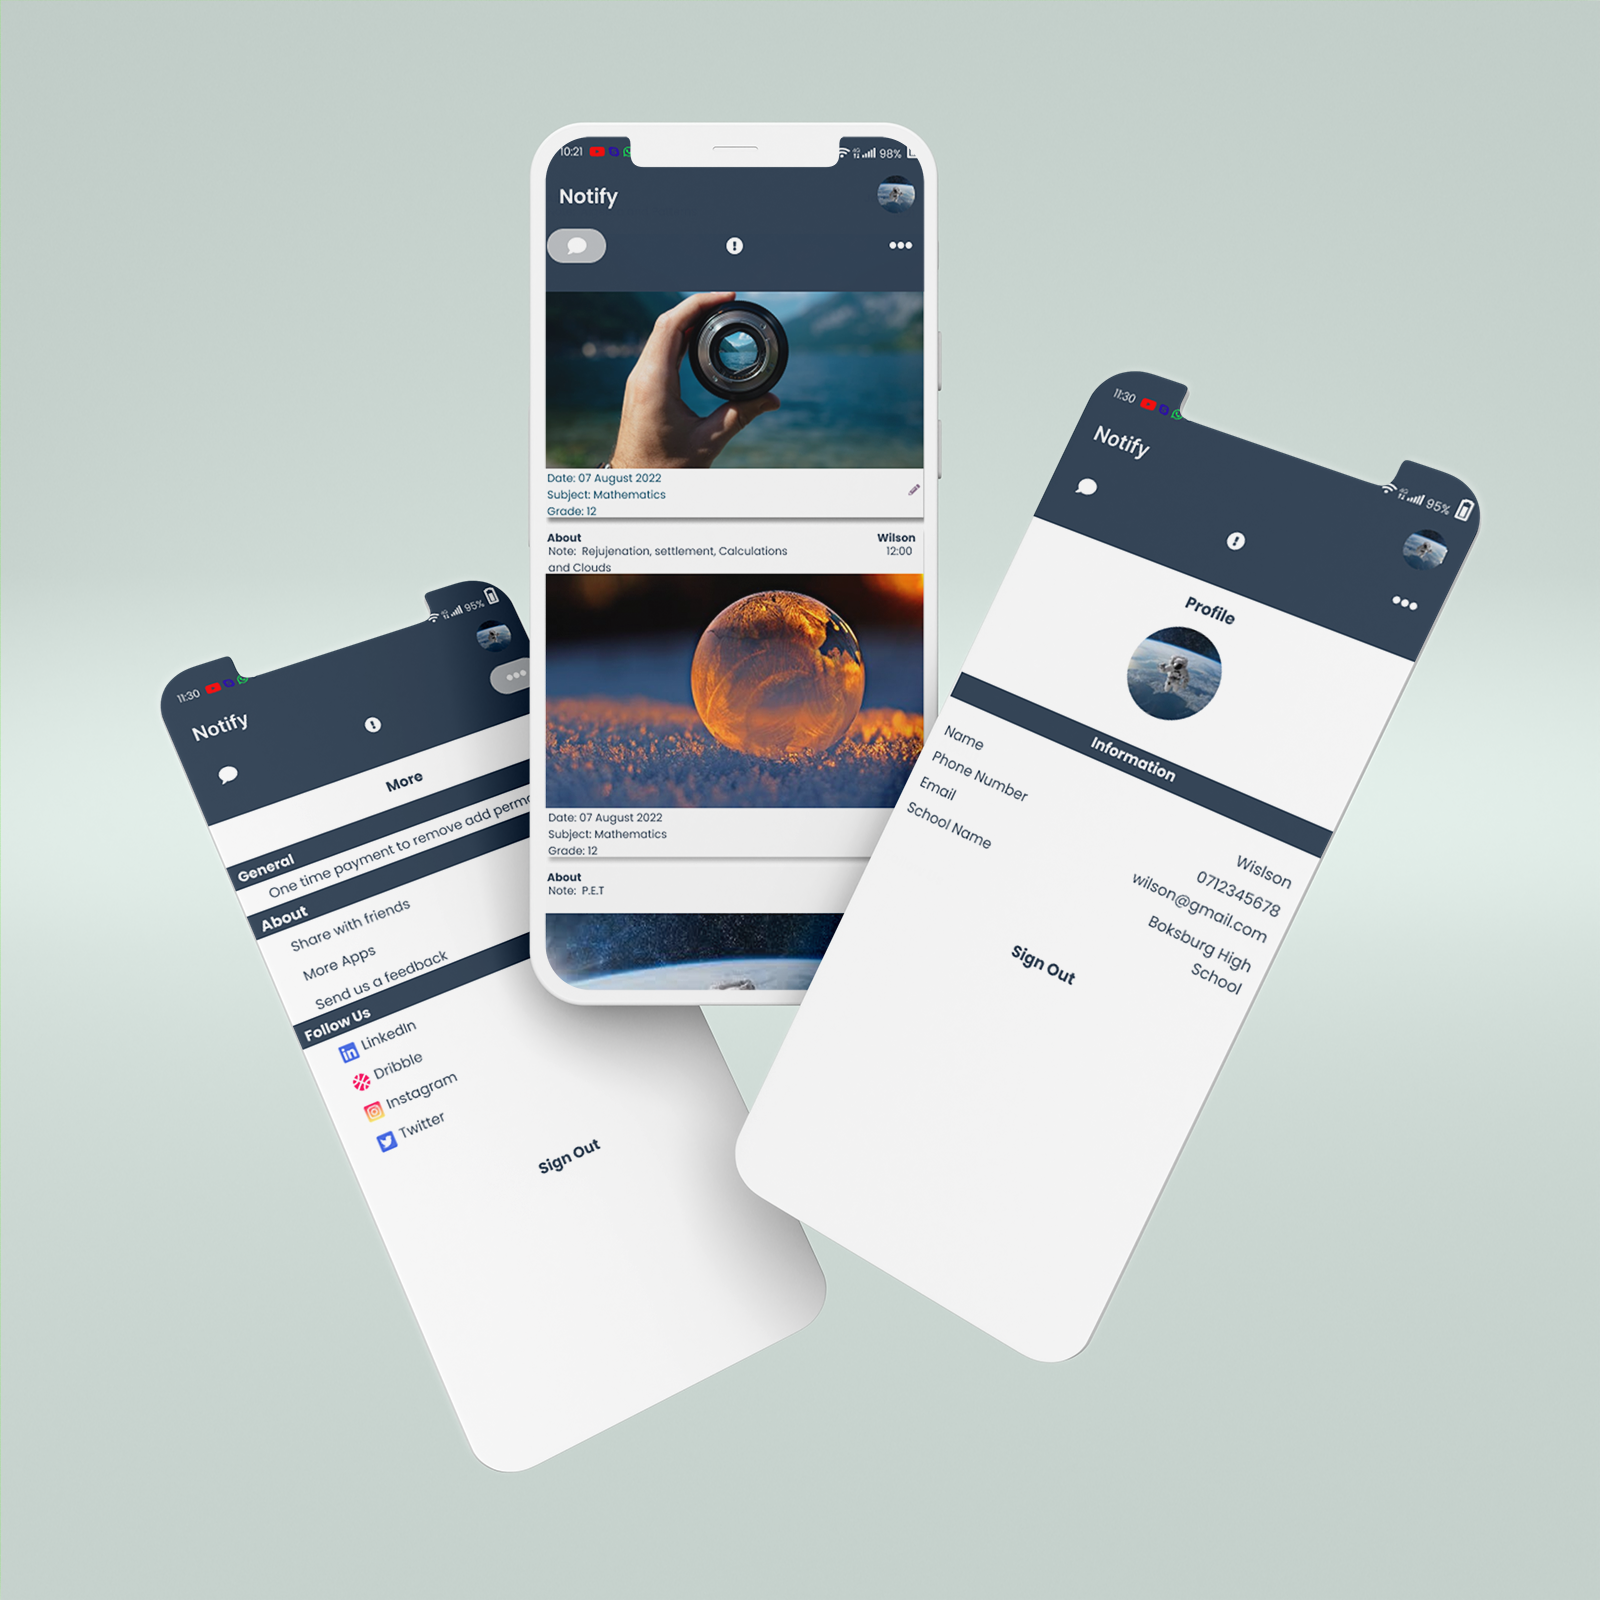 10:21
98%
Notify
Date: 07 August 2022
Subject: Mathematics
Grade: 12
About
Wilson
Note: Rejujenation, settlement, Calculations
12:00
and Clouds
Date: 07 August 2022
Subject: Mathematics
Grade: 12
About
Note: P.E.T
11:30
4G
95%
Notify
More
General
One time payment to remove add
About
Share with friends
More Apps
Send us a feedback
Follow Us
in LinkedIn
Dribble
Instagram
Twitter
Sign Out
11:30
4G
95%
Notify
Profile
Information
Name
Wislson
Phone Number
0712345678
Email
wilson@gmail.com
School Name
Boksburg High
School
Sign Out